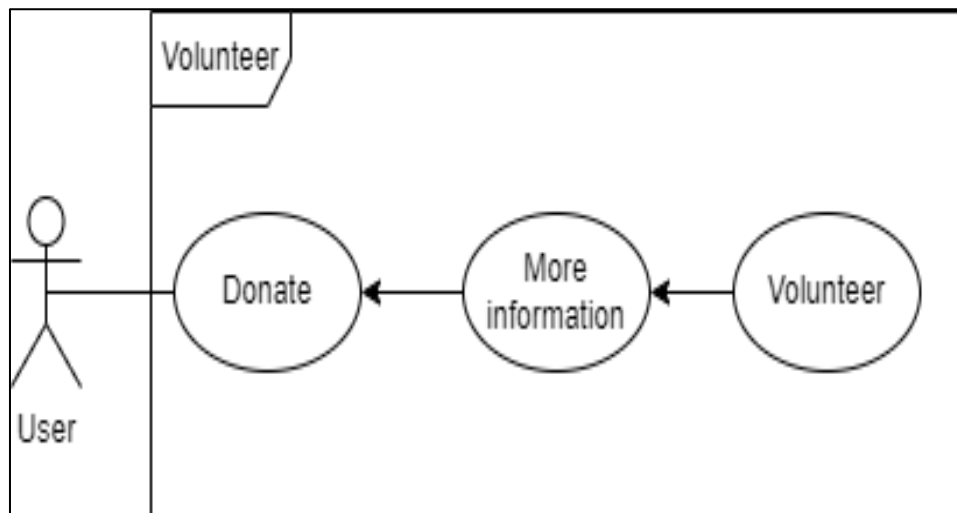 Volunteer
Donate
More
information
Volunteer
User